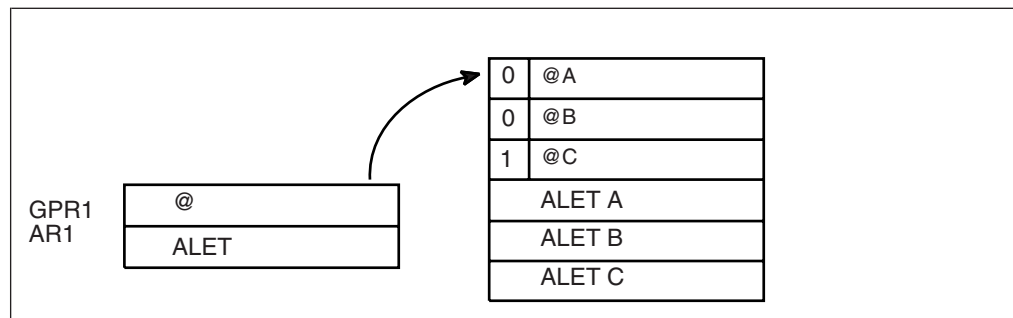 0 @A
0 @B
1 @C
ALET A
ALET B
ALET C
GPR1 @
AR1 ALET